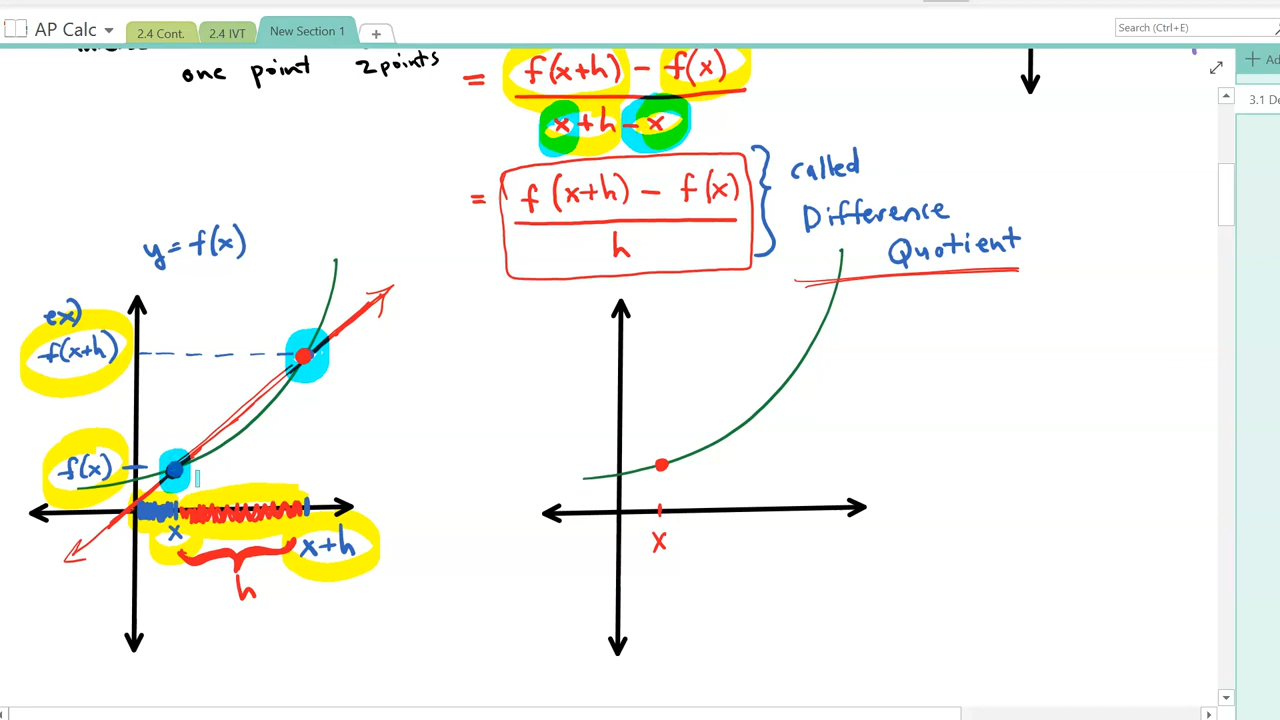 AP Calc
2.4 Cont.
2.4 IVT
New Section 1
+
Search (Ctrl+E)
one point 2 points
= f(x+h) - f(x)
x+h - x
= f(x+h) - f(x)
h
called
Difference
Quotient
+ Ad
3.1 De
y = f(x)
ex)
f(x+h)
f(x)
x
x+h
h
x